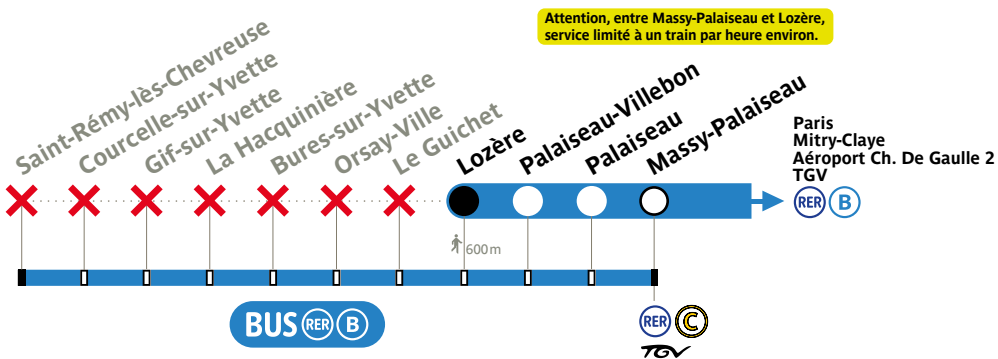 Attention, entre Massy-Palaiseau et Lozère,
service limité à un train par heure environ.
Saint-Rémy-lès-Chevreuse
Courcelle-sur-Yvette
Gif-sur-Yvette
La Hacquinière
Bures-sur-Yvette
Orsay-Ville
Le Guichet
Lozère
Palaiseau-Villebon
Palaiseau
Massy-Palaiseau
Paris
Mitry-Claye
Aéroport Ch. De Gaulle 2
TGV
RER B
600 m
BUS RER B
RER C
TGV